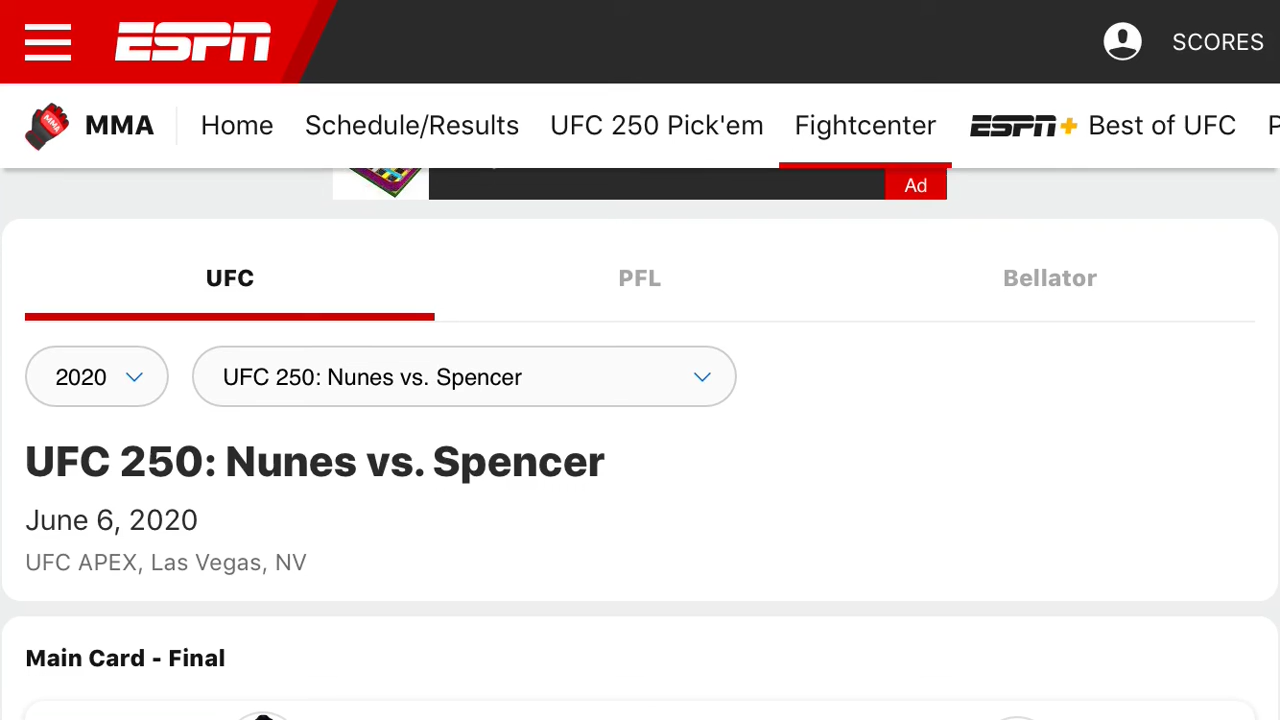 ESPN
SCORES
MMA Home Schedule/Results UFC 250 Pick'em Fightcenter ESPN+ Best of UFC P
Ad
UFC PFL Bellator
2020 UFC 250: Nunes vs. Spencer
UFC 250: Nunes vs. Spencer
June 6, 2020
UFC APEX, Las Vegas, NV
Main Card - Final